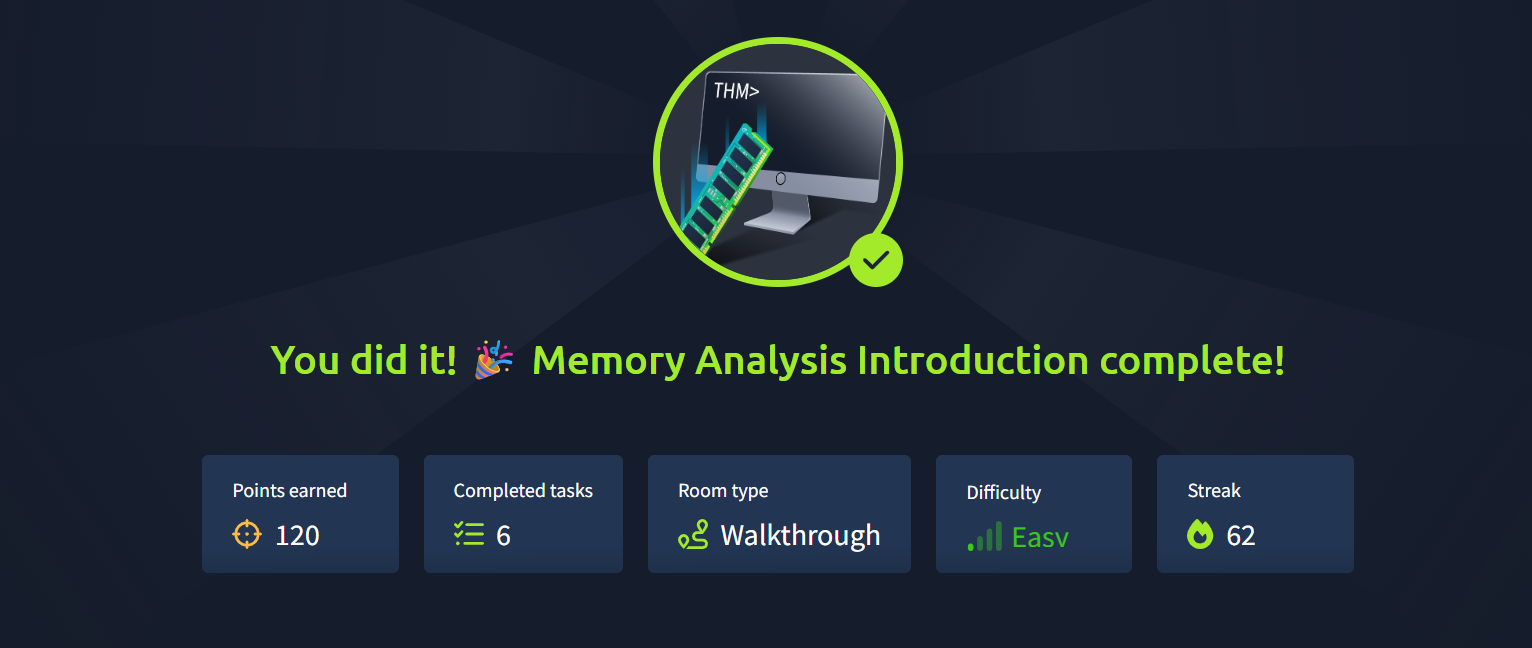 THM>
You did it! 🎉 Memory Analysis Introduction complete!
Points earned
120
Completed tasks
6
Room type
Walkthrough
Difficulty
Easy
Streak
62